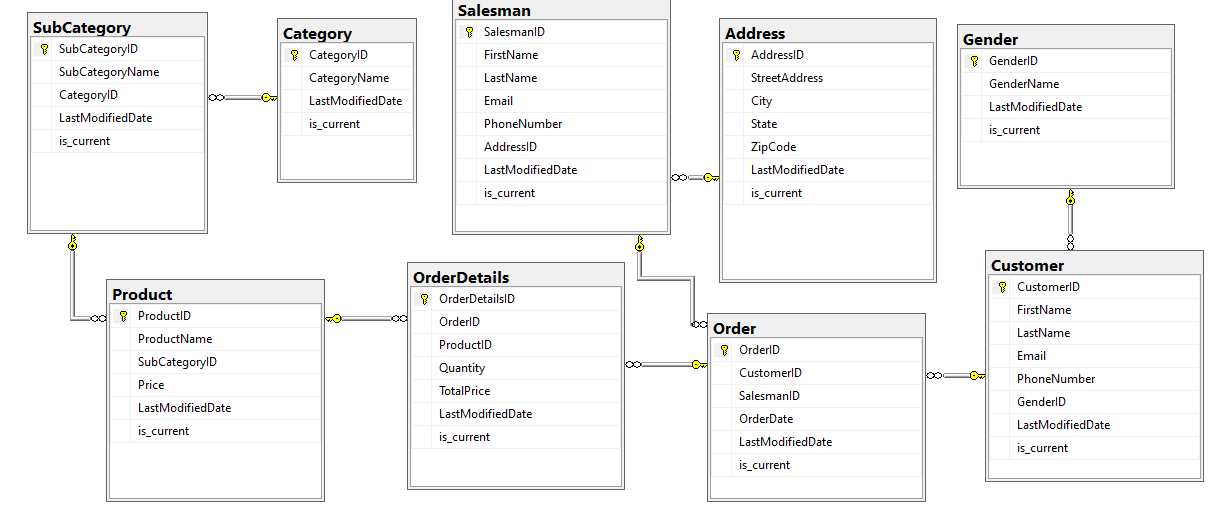 SubCategory
SubCategoryID
SubCategoryName
CategoryID
LastModifiedDate
is_current
Category
CategoryID
CategoryName
LastModifiedDate
is_current
Salesman
SalesmanID
FirstName
LastName
Email
PhoneNumber
AddressID
LastModifiedDate
is_current
Address
AddressID
StreetAddress
City
State
ZipCode
LastModifiedDate
is_current
Gender
GenderID
GenderName
LastModifiedDate
is_current
Product
ProductID
ProductName
SubCategoryID
Price
LastModifiedDate
is_current
OrderDetails
OrderDetailsID
OrderID
ProductID
Quantity
TotalPrice
LastModifiedDate
is_current
Order
OrderID
CustomerID
SalesmanID
OrderDate
LastModifiedDate
is_current
Customer
CustomerID
FirstName
LastName
Email
PhoneNumber
GenderID
LastModifiedDate
is_current